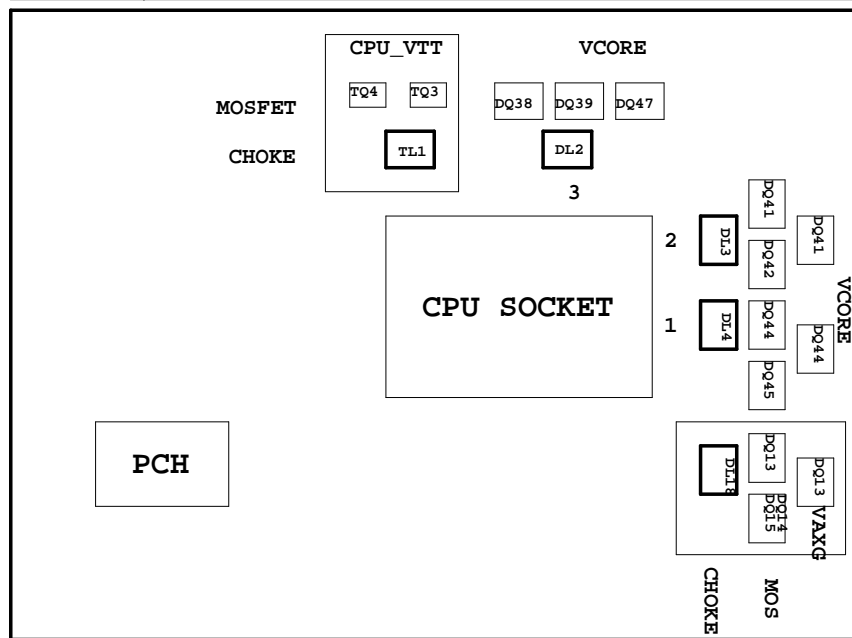 CPU_VTT VCORE
TQ4 TQ3 DQ38 DQ39 DQ47
MOSFET
CHOKE TL1 DL2
3
DQ41
2 DL3 DQ41
DQ42
VCORE
CPU SOCKET
1 DL4 DQ44 DQ44
DQ45
PCH
DL18 DQ13 DQ13
DQ14
DQ15
VAXG
CHOKE MOS